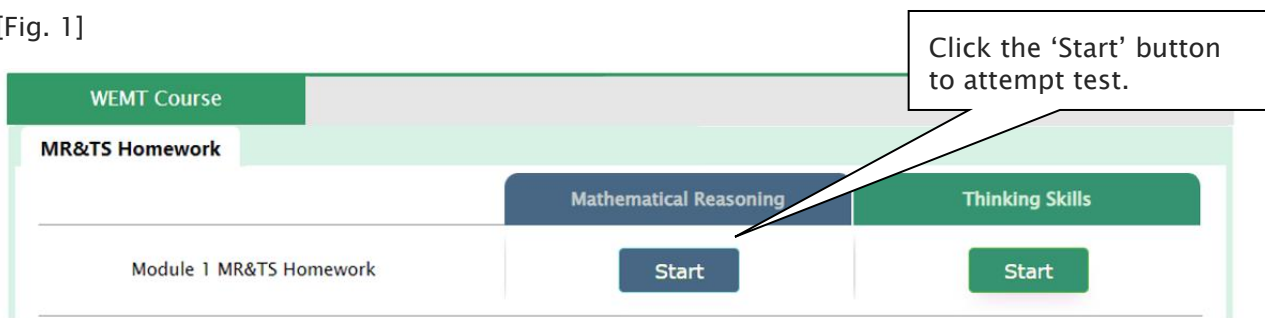 [Fig. 1]
Click the ‘Start’ button
to attempt test.
WEMT Course
MR&TS Homework
Mathematical Reasoning
Thinking Skills
Module 1 MR&TS Homework
Start
Start